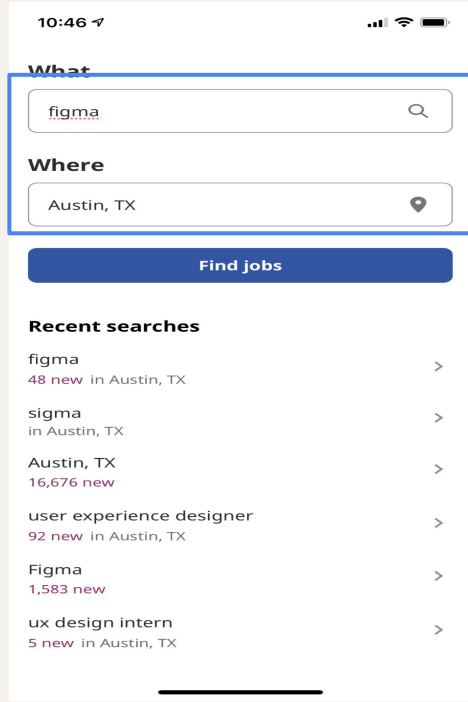 10:46
What
figma
Where
Austin, TX
Find jobs
Recent searches
figma
48 new in Austin, TX
sigma
in Austin, TX
Austin, TX
16,676 new
user experience designer
92 new in Austin, TX
Figma
1,583 new
ux design intern
5 new in Austin, TX